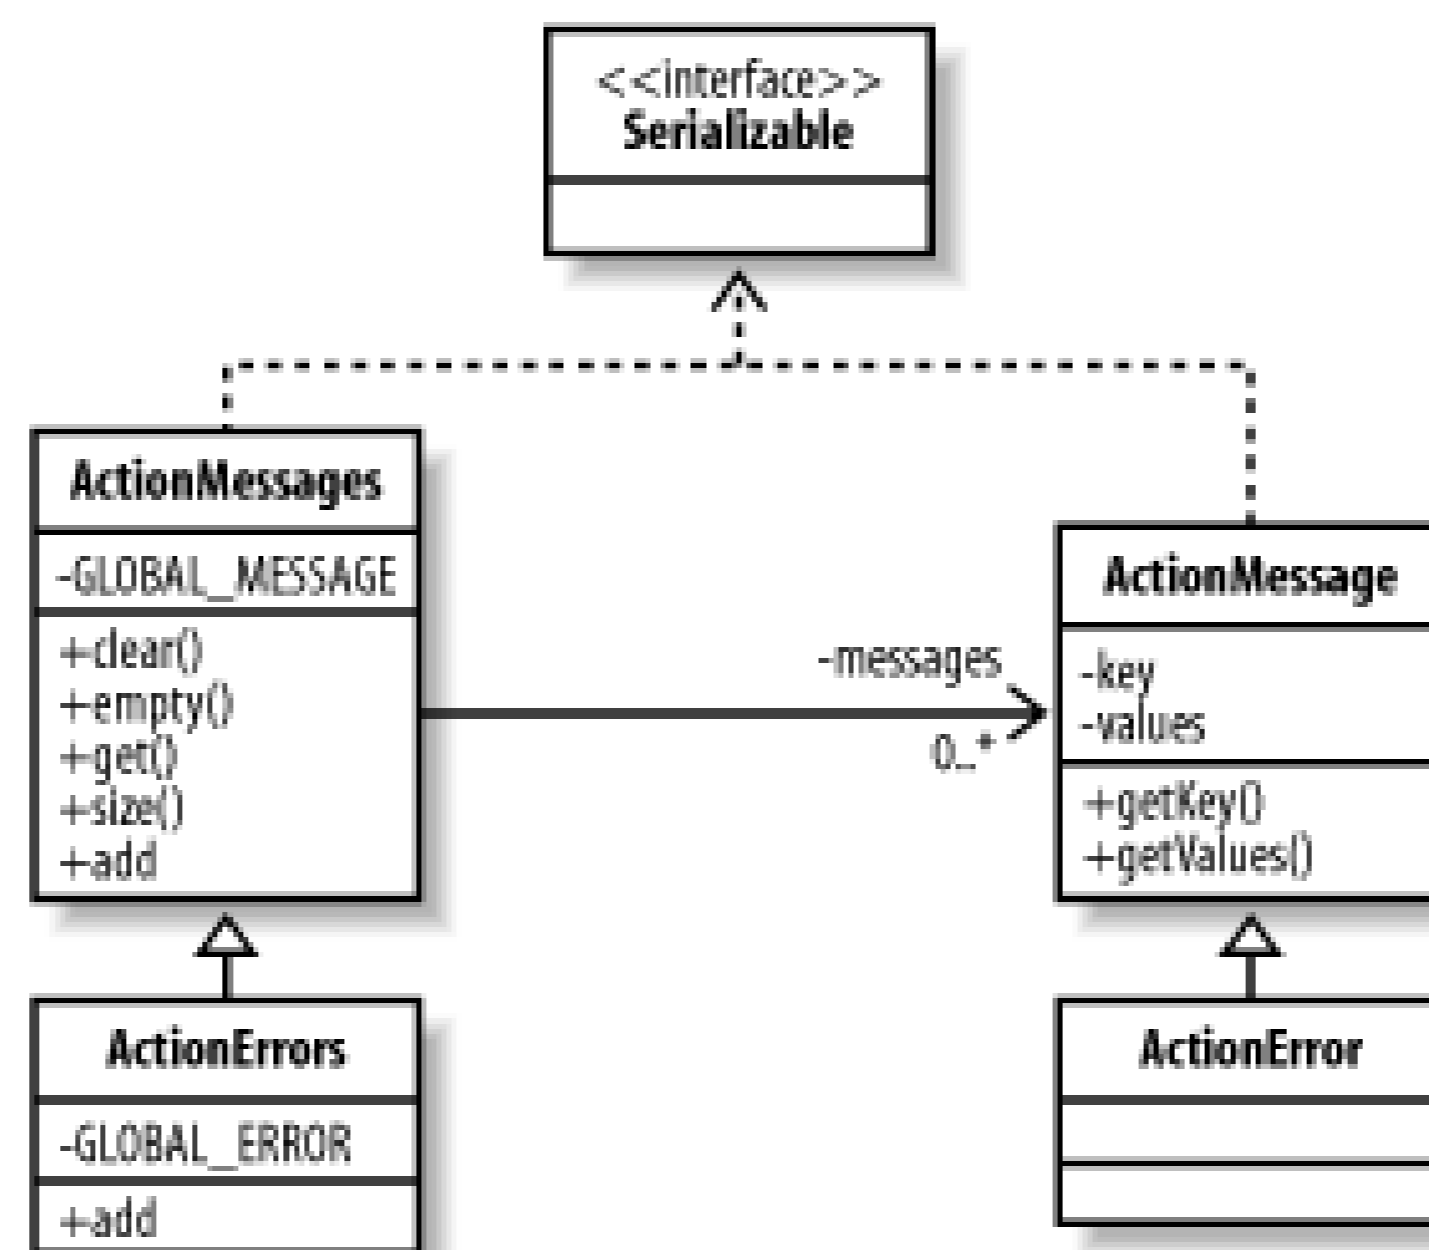 <<interface>>
Serializable
ActionMessages
-GLOBAL_MESSAGE
+clear()
+empty()
+get()
+size()
+add
-messages
0..*
ActionMessage
-key
-values
+getKey()
+getValues()
ActionErrors
-GLOBAL_ERROR
+add
ActionError